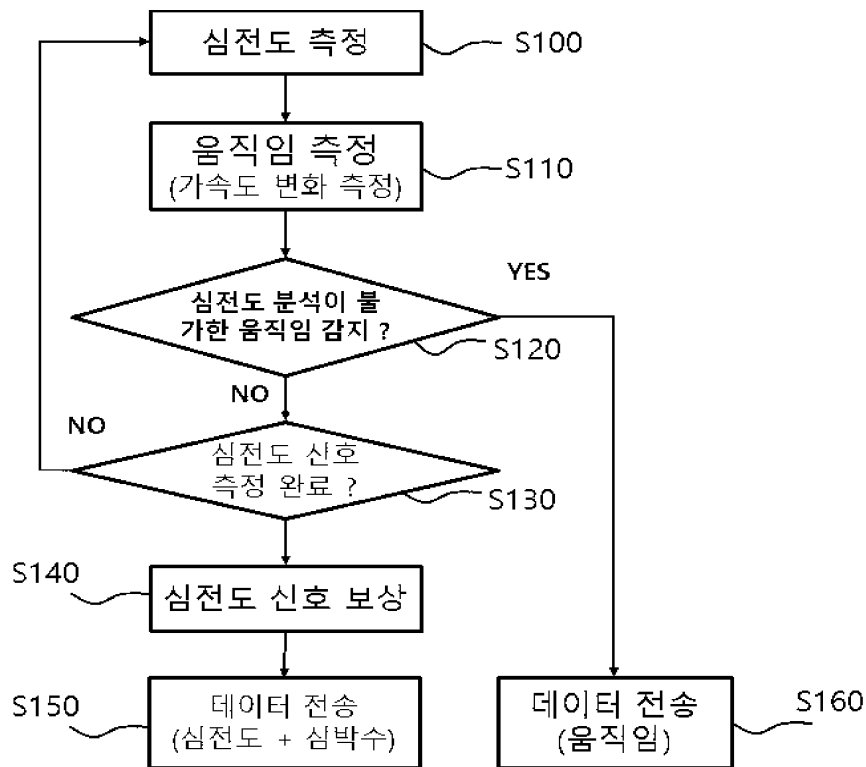 심전도 측정
S100
움직임 측정
(가속도 변화 측정)
S110
YES
심전도 분석이 불
가한 움직임 감지 ?
S120
NO
NO
심전도 신호
측정 완료 ?
S130
S140
심전도 신호 보상
S150
데이터 전송
(심전도 + 심박수)
데이터 전송
(움직임)
S160